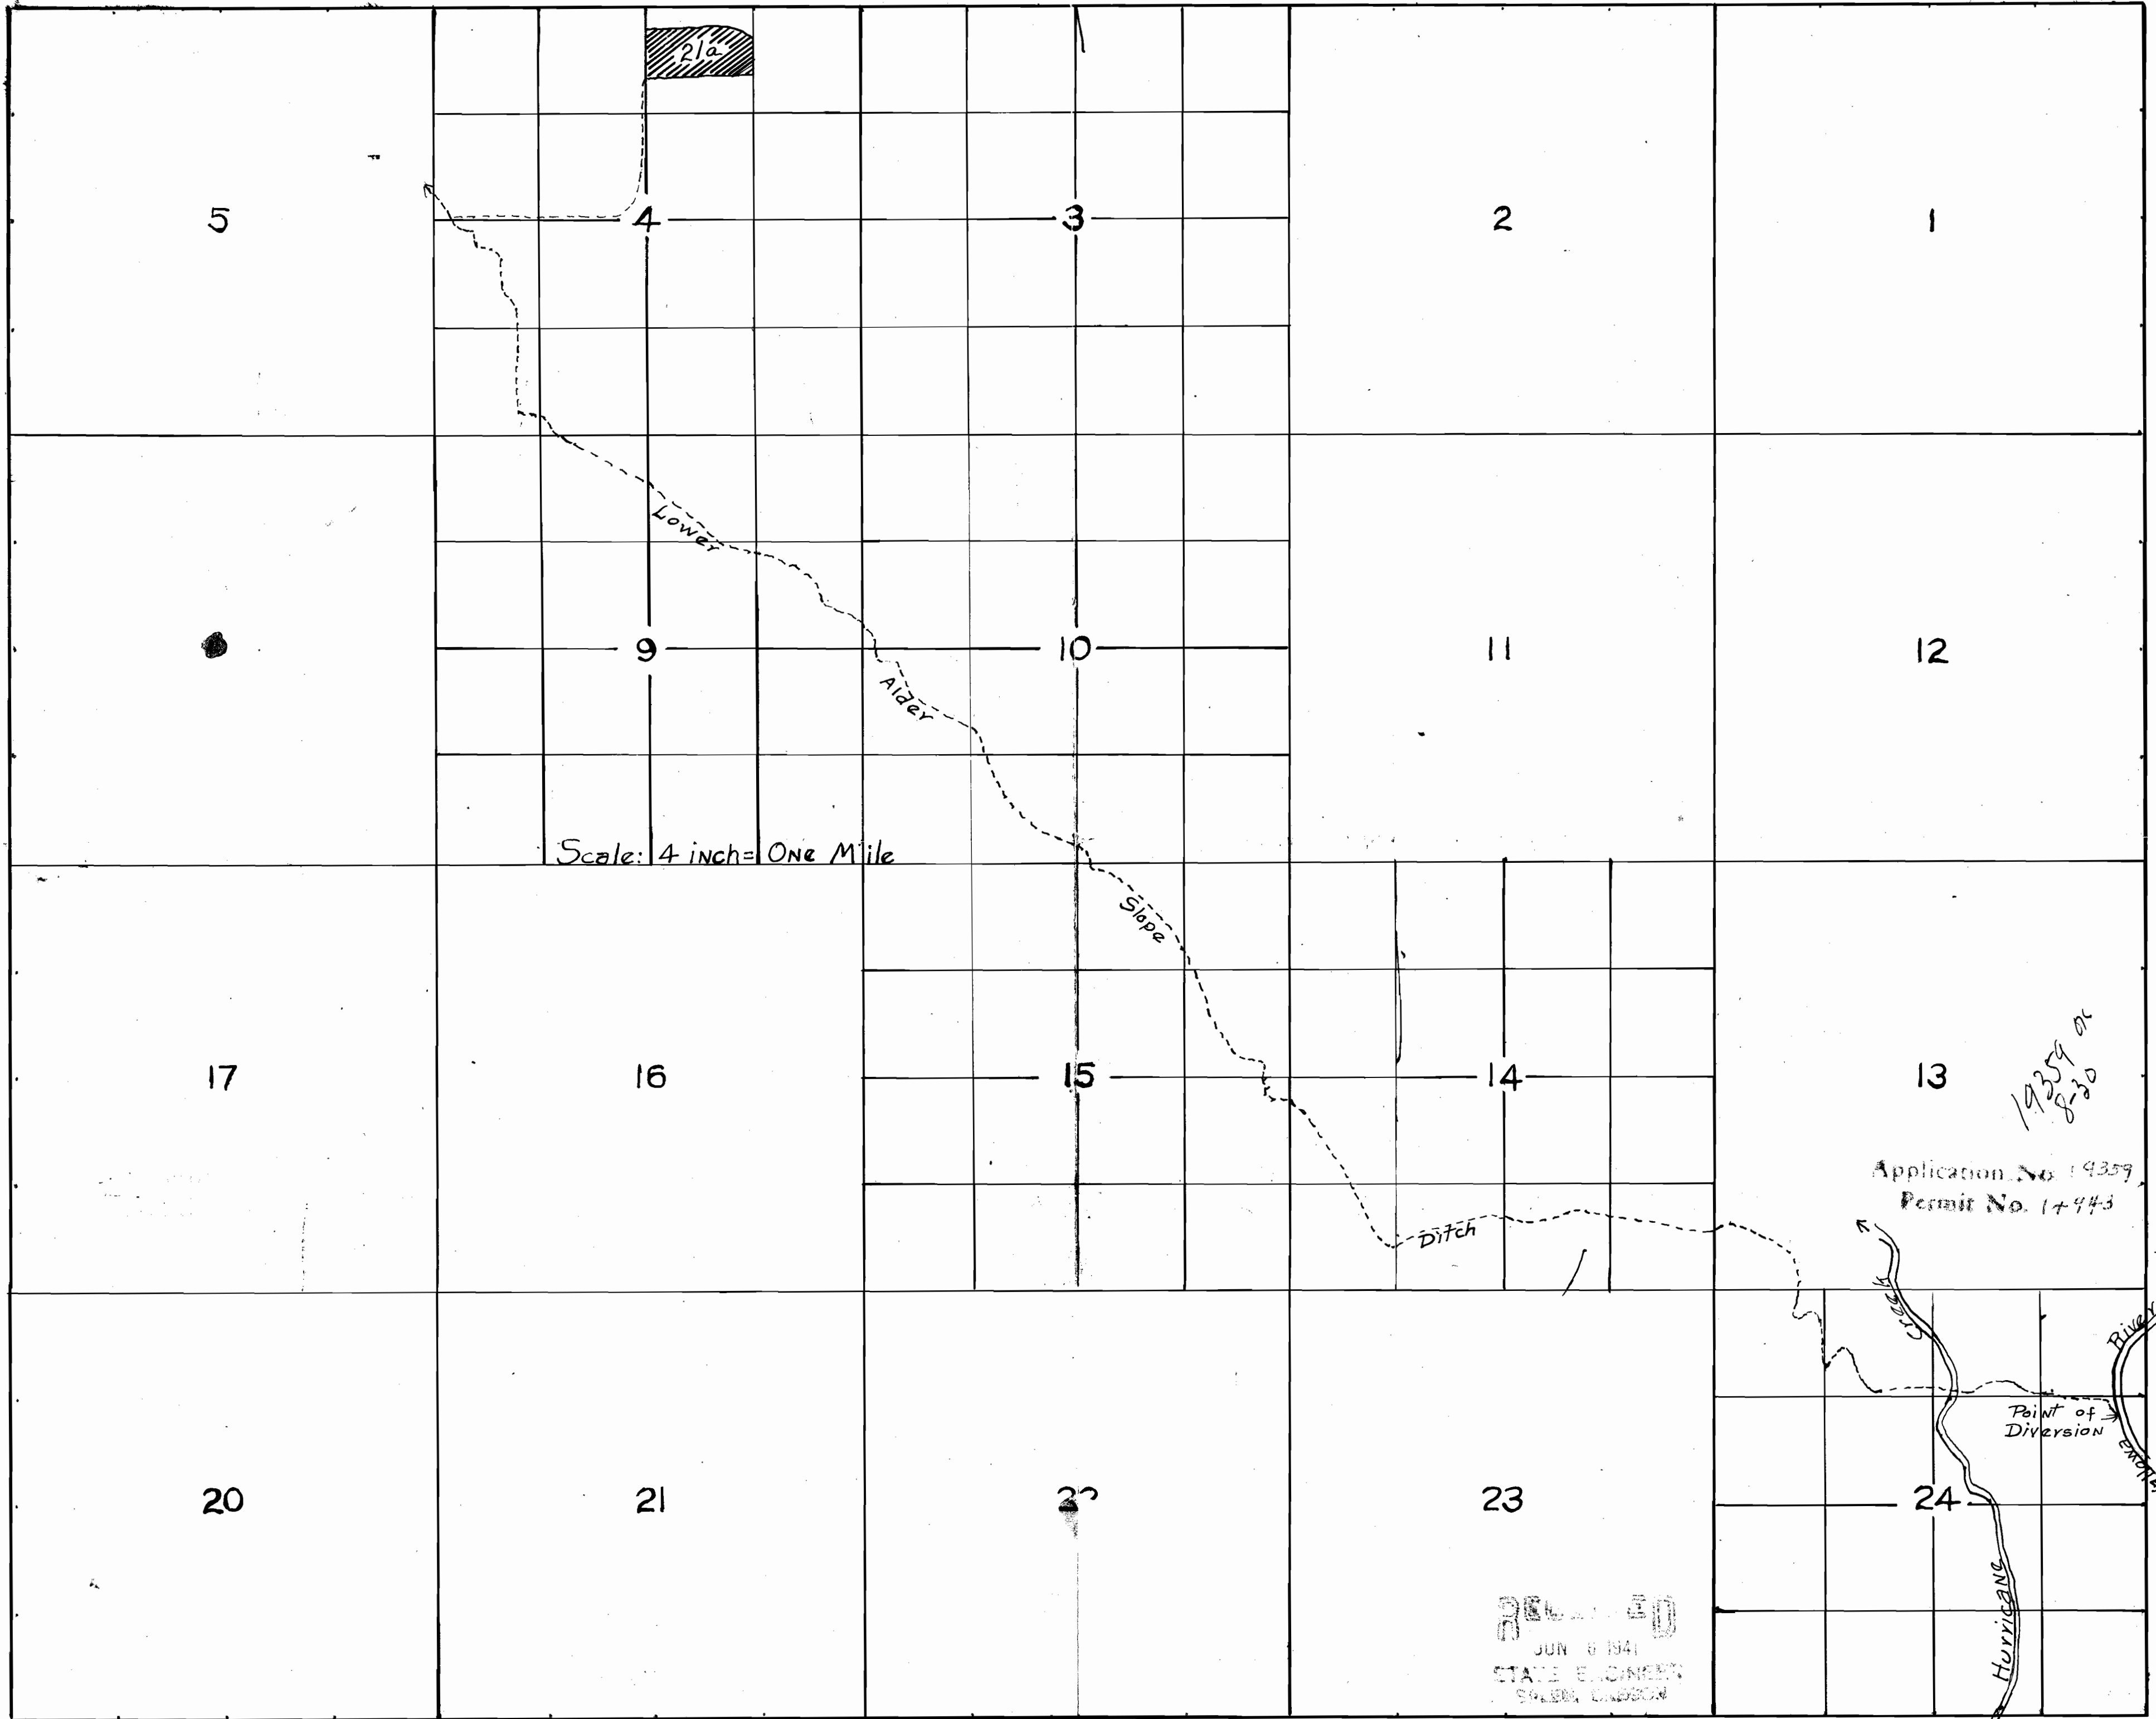 21a
5
4
3
2
1
Lower
9
10
11
12
Alder
Scale: 4 inch = One Mile
Slope
17
16
15
14
13
19359
8-30
Application No. 19359
Permit No.
Ditch
Creek
River
Point of
Diversion
20
21
23
24
Hurricane
JUN 6 1941
STATE ENGINEER
SALEM, OREGON